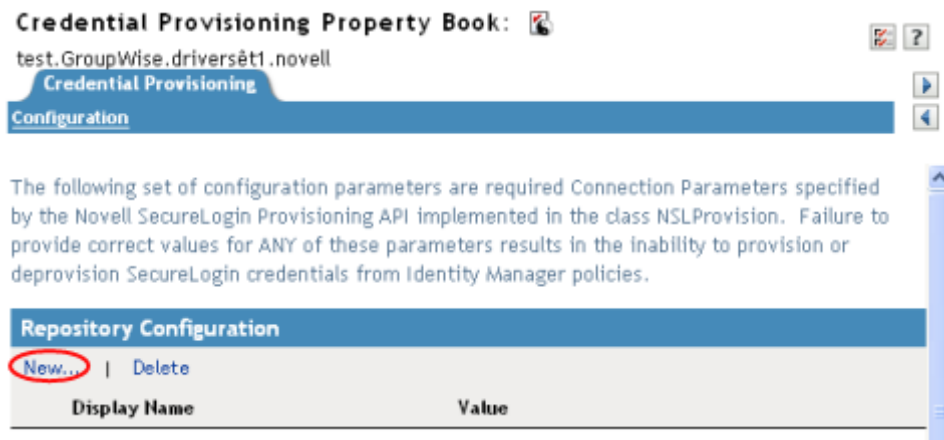 Credential Provisioning Property Book:
test.GroupWise.driversêt1.novell
Credential Provisioning
Configuration
The following set of configuration parameters are required Connection Parameters specified
by the Novell SecureLogin Provisioning API implemented in the class NSLProvision. Failure to
provide correct values for ANY of these parameters results in the inability to provision or
deprovision SecureLogin credentials from Identity Manager policies.
Repository Configuration
New... | Delete
Display Name Value